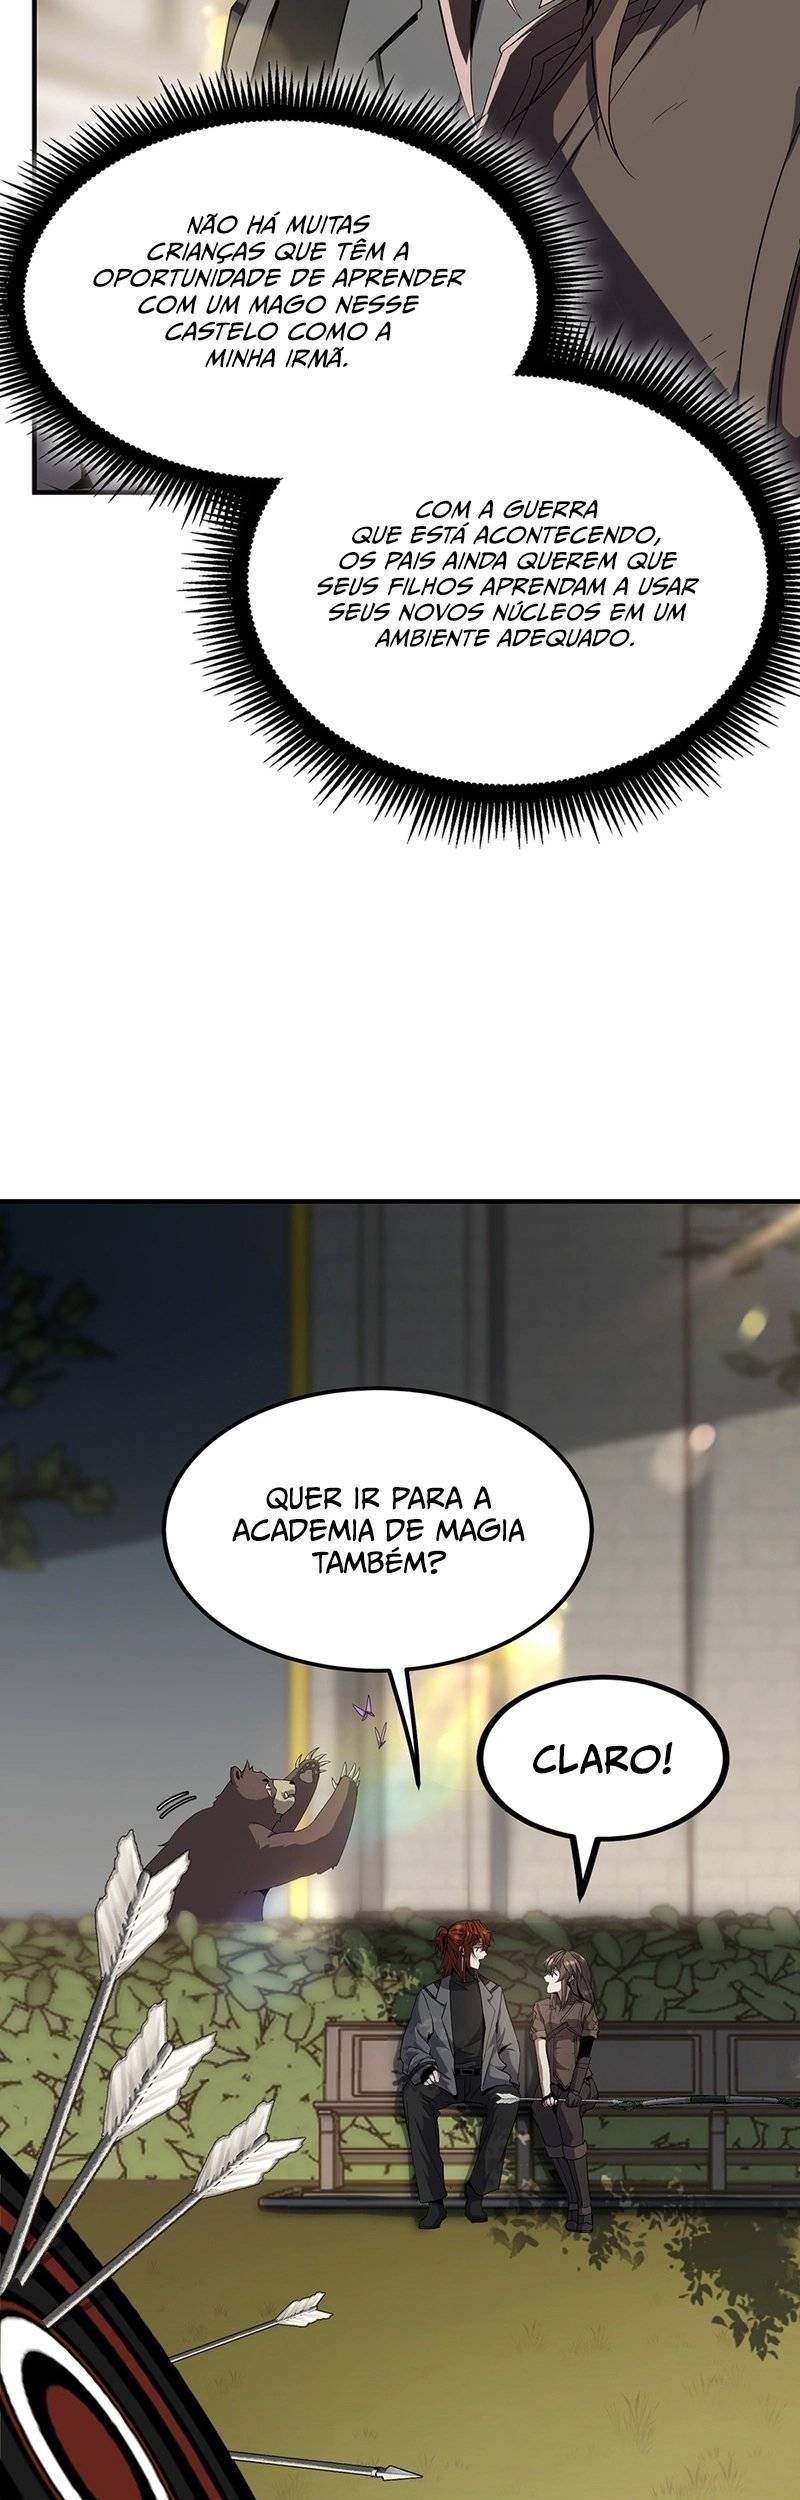 NÃO HÁ MUITAS
CRIANÇAS QUE TÊM A
OPORTUNIDADE DE APRENDER
COM UM MAGO NESSE
CASTELO COMO A
MINHA IRMÃ.
COM A GUERRA
QUE ESTÁ ACONTECENDO,
OS PAIS AINDA QUEREM QUE
SEUS FILHOS APRENDAM A USAR
SEUS NOVOS NÚCLEOS EM UM
AMBIENTE ADEQUADO.
QUER IR PARA A
ACADEMIA DE MAGIA
TAMBÉM?
CLARO!